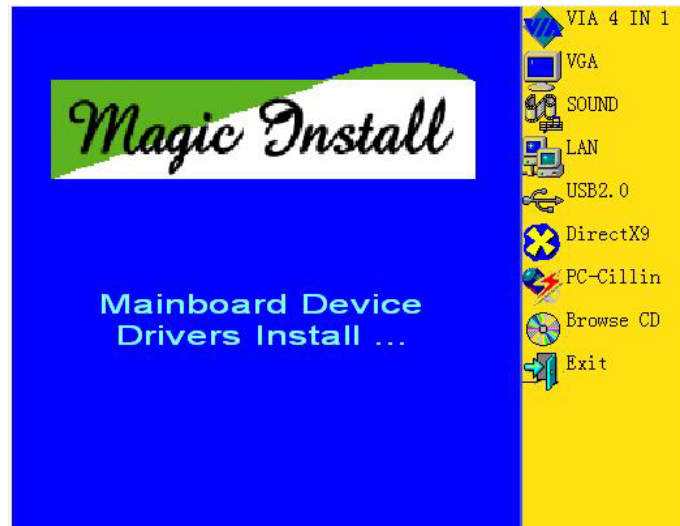 Magic Install
Mainboard Device
Drivers Install ...
VIA 4 IN 1
VGA
SOUND
LAN
USB2.0
DirectX9
PC-Cillin
Browse CD
Exit